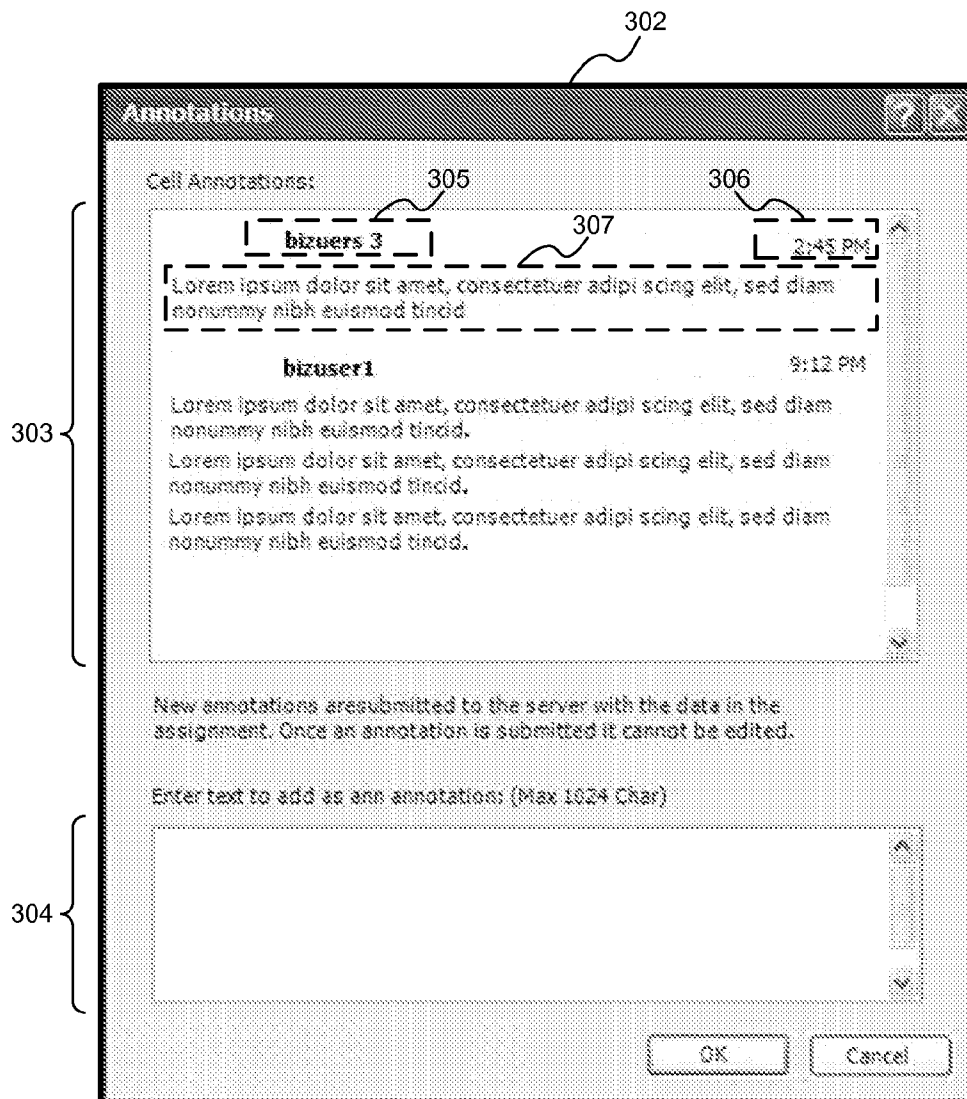 302
Annotations
Cell Annotations:
305
306
307
bizuers 3
2:45 PM
Lorem ipsum dolor sit amet, consectetuer adipi scing elit, sed diam
nonummy nibh euismod tincid
bizuser1
9:12 PM
303
Lorem ipsum dolor sit amet, consectetuer adipi scing elit, sed diam
nonummy nibh euismod tincid.
Lorem ipsum dolor sit amet, consectetuer adipi scing elit, sed diam
nonummy nibh euismod tincid.
Lorem ipsum dolor sit amet, consectetuer adipi scing elit, sed diam
nonummy nibh euismod tincid.
New annotations aresubmitted to the server with the data in the
assignment. Once an annotation is submitted it cannot be edited.
Enter text to add as ann annotation: (Max 1024 Char)
304
OK
Cancel